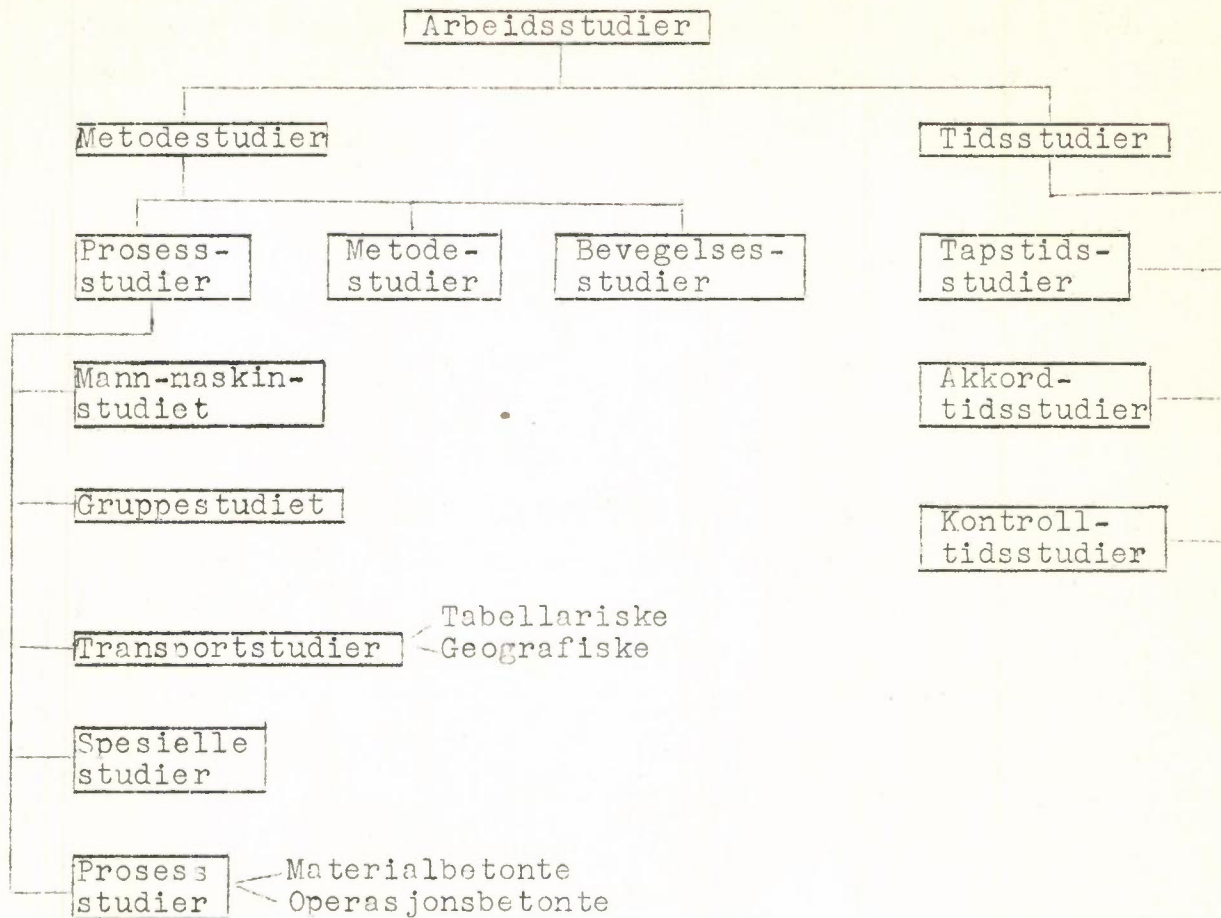 Arbeidsstudier
Metodestudier
Tidsstudier
Prosess-
studier
Metode-
studier
Bevegelses-
studier
Tapstids-
studier
Mann-maskin-
studiet
Akkord-
tidsstudier
Gruppestudiet
Kontroll-
tidsstudier
Transportstudier
Tabellariske
Geografiske
Spesielle
studier
Prosess
studier
Materialbetonte
Operasjonsbetonte